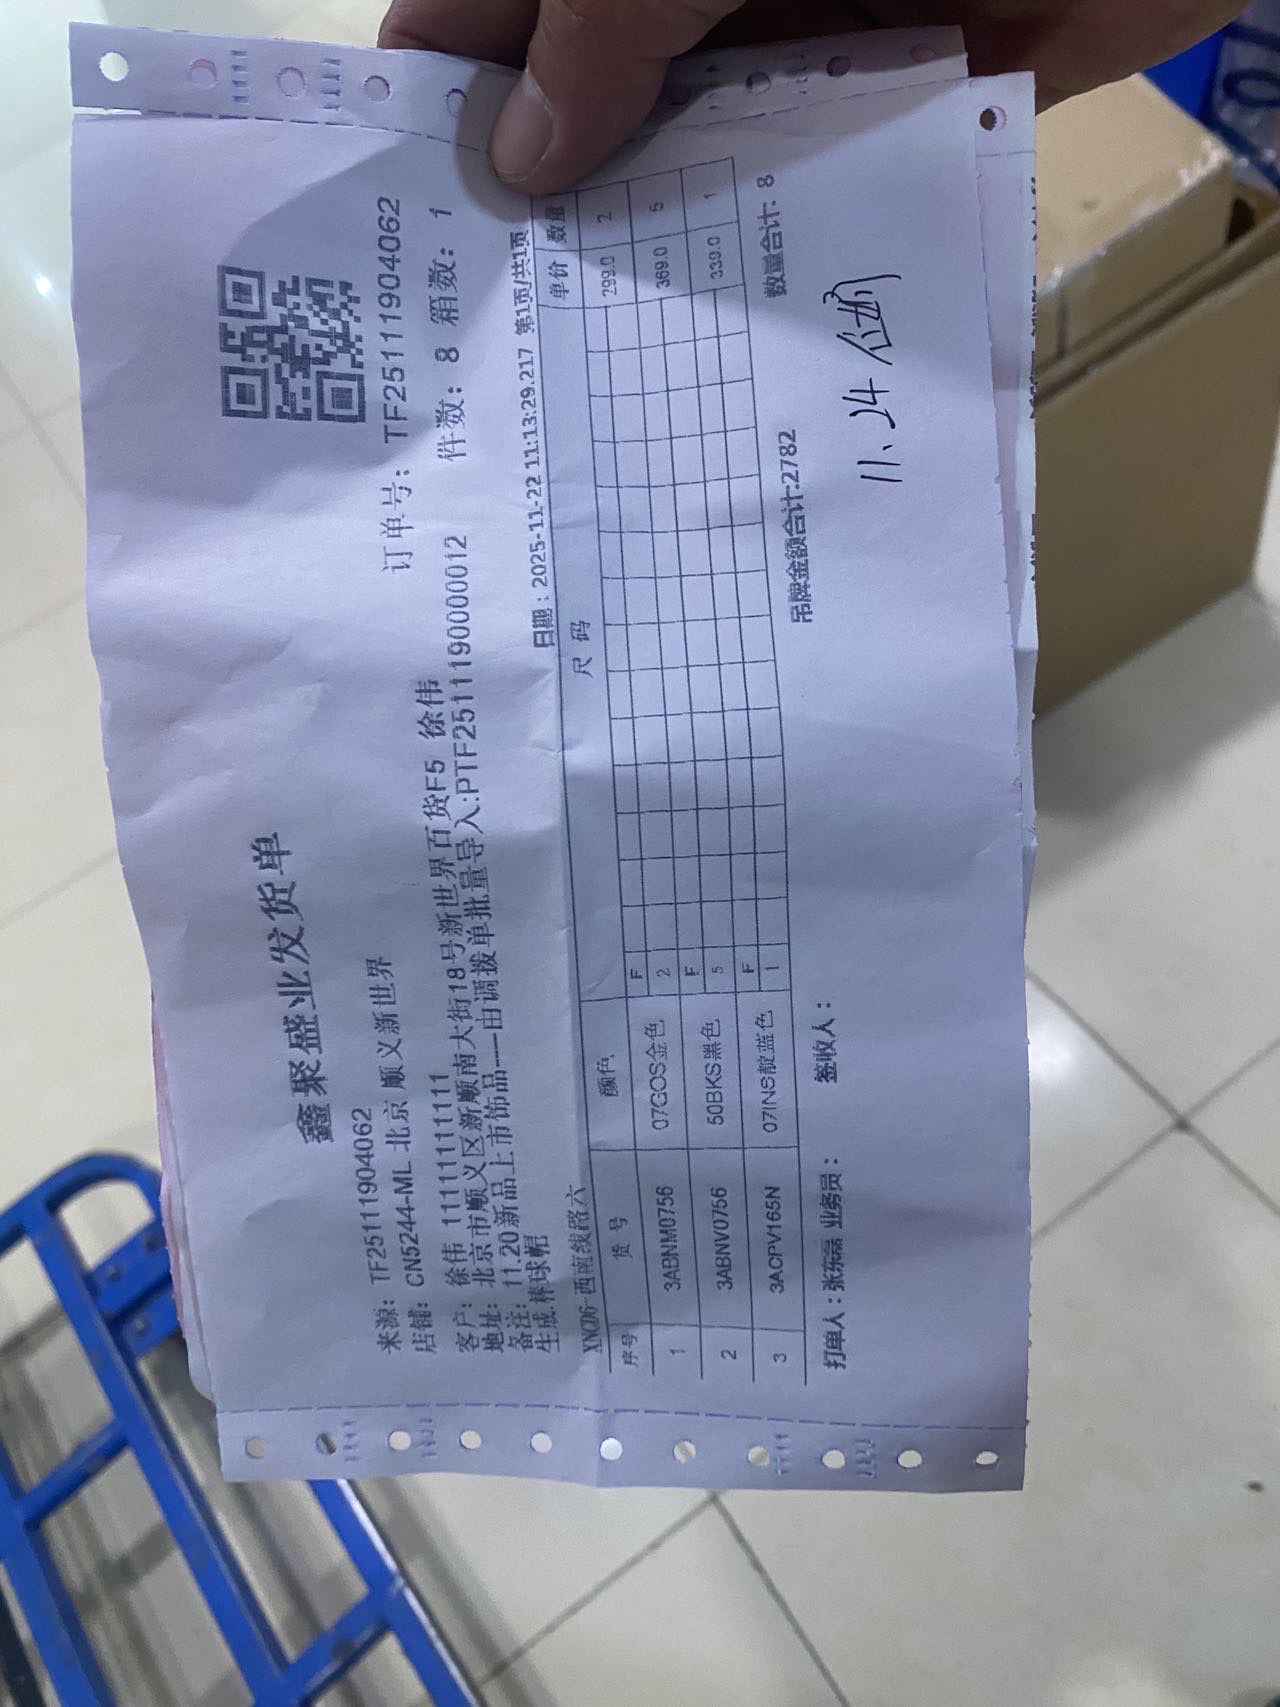 鑫聚盛业发货单
来源: TF25111904062
订单号: TF25111904062
店铺: CN5244-ML 北京 顺义新世界
件数: 8 箱数: 1
客户: 徐伟 11111111111
地址: 北京市顺义区新顺南大街18号新世界百货F5 徐伟
备注: 11.20新品上市饰品---由调拨单批量导入:PTF251119000012
生成.棒球帽
日期: 2025-11-22 11:13:29.217 第1页/共1页
XN006-西南线路六
序号 货 号 颜色 尺 码 单价 数量
F
1 3ABNM0756 07GOS金色 2 299.0 2
F
2 3ABNV0756 50BKS黑色 5 369.0 5
F
3 3ACPV165N 07INS靛蓝色 1 339.0 1
吊牌金额合计:2782 数量合计: 8
打单人: 张东磊 业务员: 签收人:
11.24